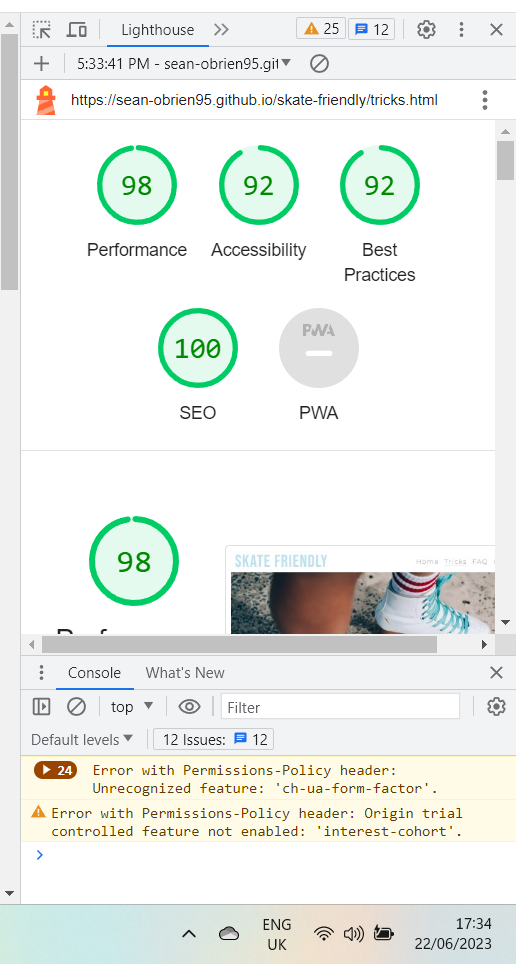 Lighthouse
25
12
5:33:41 PM - sean-obrien95.git
https://sean-obrien95.github.io/skate-friendly/tricks.html
98
92
92
Performance
Accessibility
Best
Practices
100
PWA
SEO
PWA
98
SKATE FRIENDLY
Home Tricks FAQ
Console
What's New
top
Filter
Default levels
12 Issues:
12
24
Error with Permissions-Policy header:
Unrecognized feature: 'ch-ua-form-factor'.
Error with Permissions-Policy header: Origin trial
controlled feature not enabled: 'interest-cohort'.
ENG
UK
17:34
22/06/2023